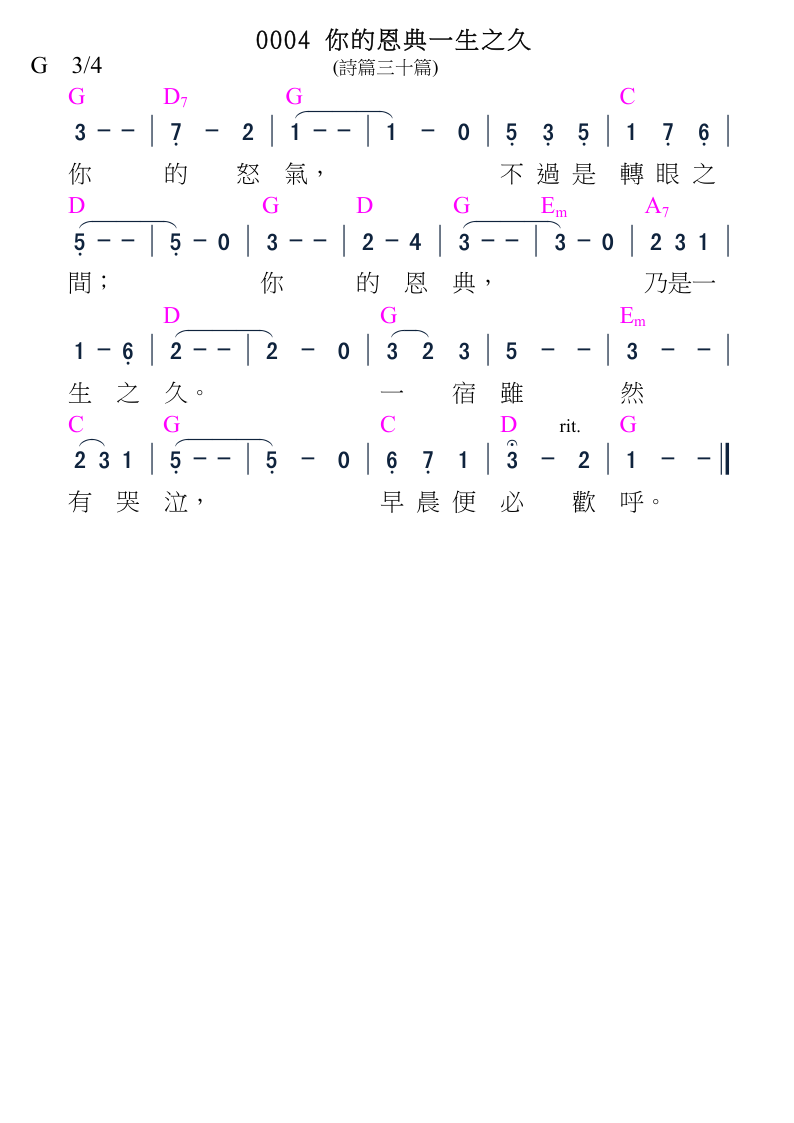 0004 你的恩典一生之久
G 3/4 (詩篇三十篇)
G D7 G C
3 - - | 7̣ - 2 | 1 - - | 1 - 0 | 5̣ 3̣ 5̣ | 1 7̣ 6̣ |
你 的 怒 氣， 不 過 是 轉 眼 之
D G D G Em A7
5̣ - - | 5̣ - 0 | 3 - - | 2 - 4 | 3 - - | 3 - 0 | 2 3 1 |
間； 你 的 恩 典， 乃是一
D G Em
1 - 6̣ | 2 - - | 2 - 0 | 3 2 3 | 5 - - | 3 - - |
生 之 久。 一 宿 雖 然
C G C D rit. G
2 3 1 | 5̣ - - | 5̣ - 0 | 6̣ 7̣ 1 | 3 - 2 | 1 - - ‖
有 哭 泣， 早 晨 便 必 歡 呼。